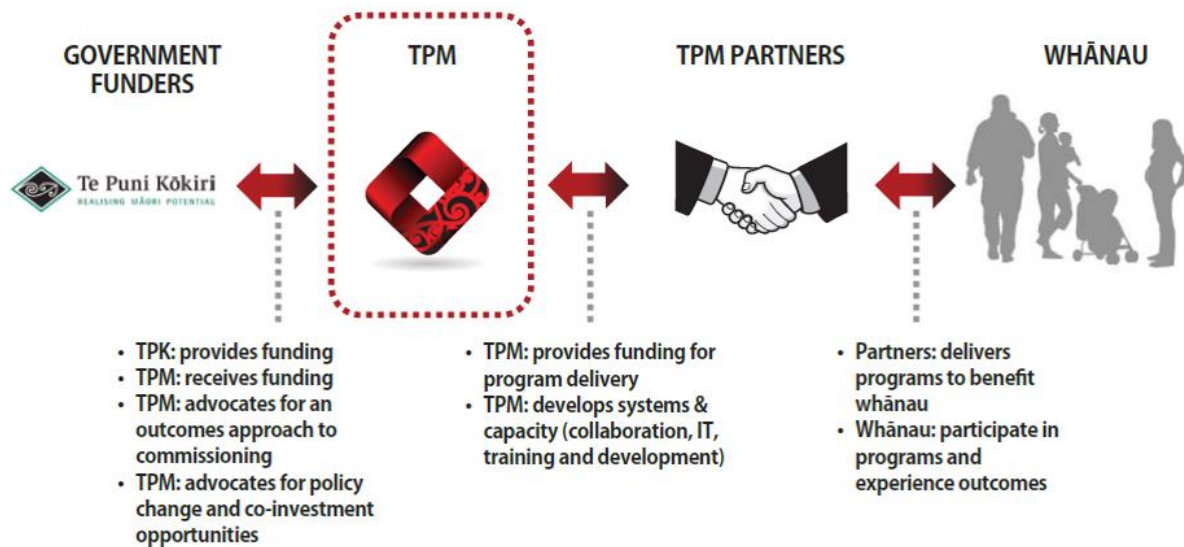 GOVERNMENT
FUNDERS
TPM
TPM PARTNERS
WHĀNAU
Te Puni Kōkiri
REALISING MĀORI POTENTIAL
• TPK: provides funding
• TPM: receives funding
• TPM: advocates for an
outcomes approach to
commissioning
• TPM: advocates for policy
change and co-investment
opportunities
• TPM: provides funding for
program delivery
• TPM: develops systems &
capacity (collaboration, IT,
training and development)
• Partners: delivers
programs to benefit
whānau
• Whānau: participate in
programs and
experience outcomes